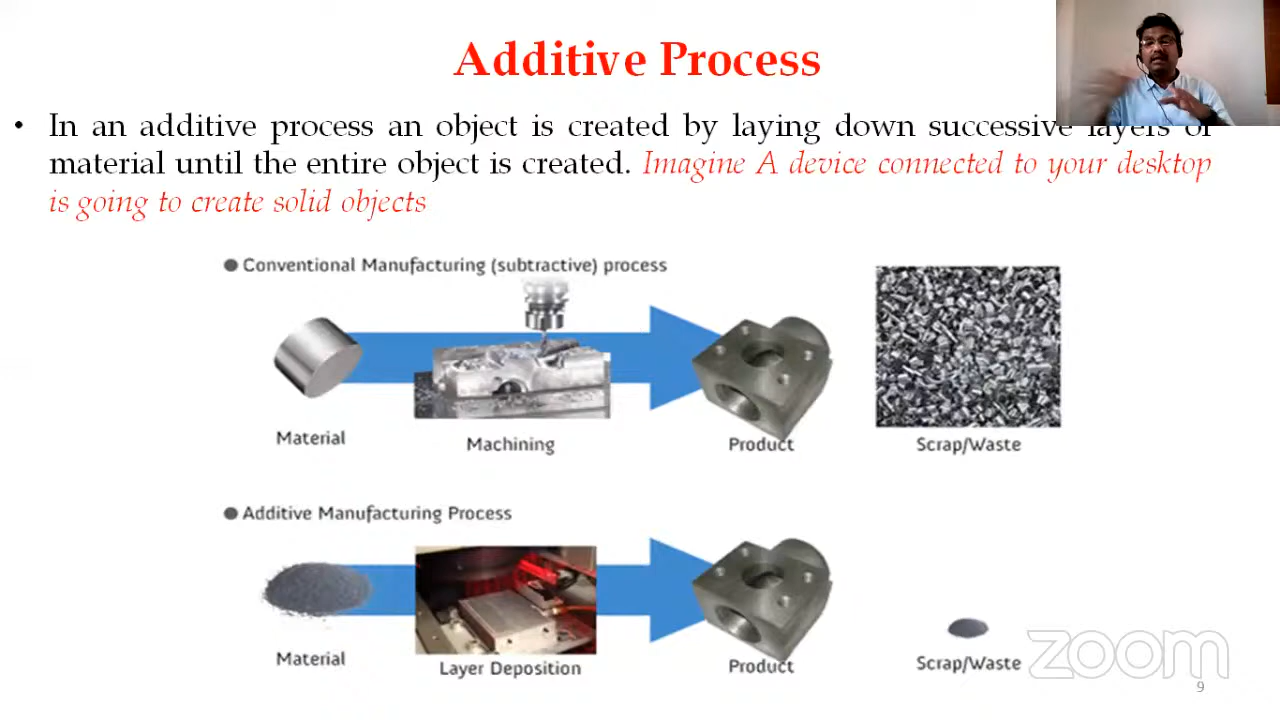 Additive Process
• In an additive process an object is created by laying down successive layers of
material until the entire object is created. Imagine A device connected to your desktop
is going to create solid objects
● Conventional Manufacturing (subtractive) process
Material
Machining
Product
Scrap/Waste
● Additive Manufacturing Process
Material
Layer Deposition
Product
Scrap/Waste
zoom
9